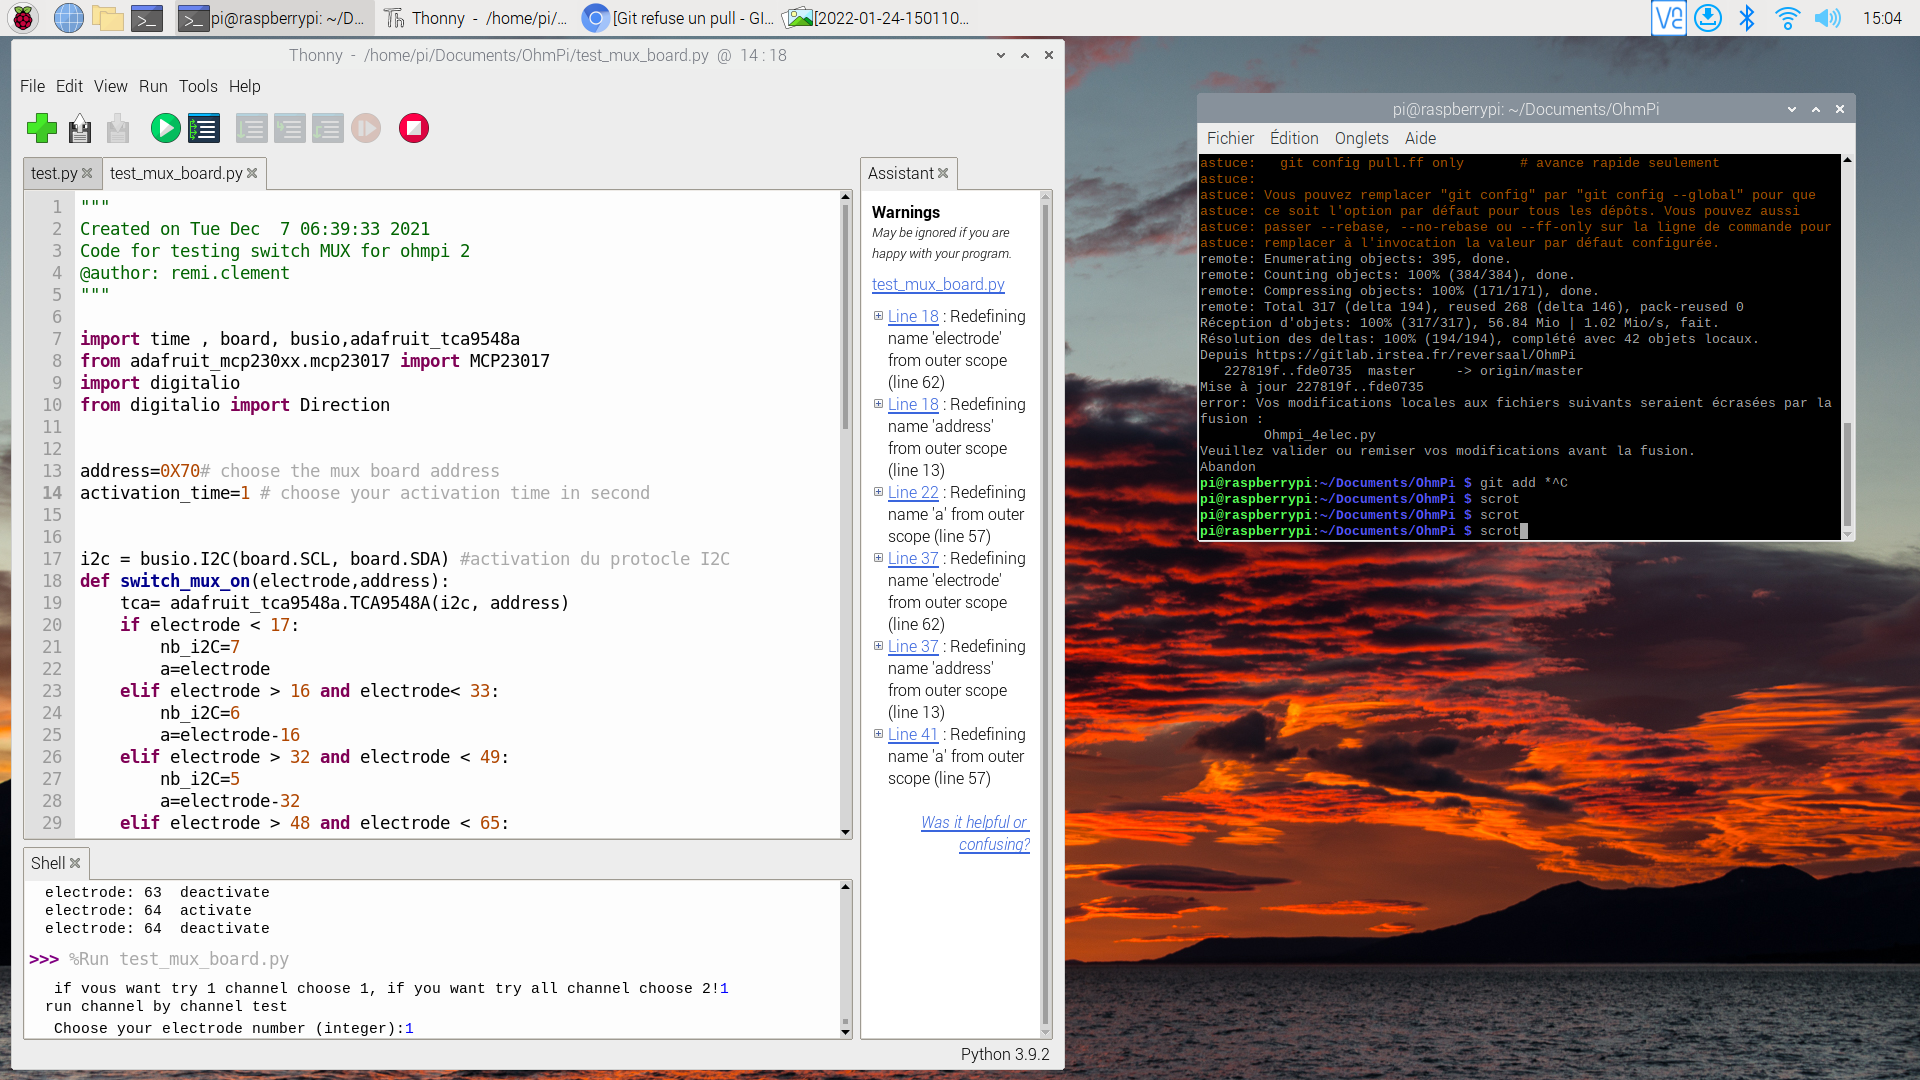 pi@raspberrypi: ~/D...
Thonny - /home/pi/...
[Git refuse un pull - GI...
[2022-01-24-150110...
15:04
Thonny - /home/pi/Documents/OhmPi/test_mux_board.py @ 14 : 18
File Edit View Run Tools Help
test.py
test_mux_board.py
1 """
2 Created on Tue Dec  7 06:39:33 2021
3 Code for testing switch MUX for ohmpi 2
4 @author: remi.clement
5 """
6
7 import time , board, busio,adafruit_tca9548a
8 from adafruit_mcp230xx.mcp23017 import MCP23017
9 import digitalio
10 from digitalio import Direction
11
12
13 address=0X70# choose the mux board address
14 activation_time=1 # choose your activation time in second
15
16
17 i2c = busio.I2C(board.SCL, board.SDA) #activation du protocle I2C
18 def switch_mux_on(electrode,address):
19     tca= adafruit_tca9548a.TCA9548A(i2c, address)
20     if electrode < 17:
21         nb_i2C=7
22         a=electrode
23     elif electrode > 16 and electrode< 33:
24         nb_i2C=6
25         a=electrode-16
26     elif electrode > 32 and electrode < 49:
27         nb_i2C=5
28         a=electrode-32
29     elif electrode > 48 and electrode < 65:
Shell
electrode: 63  deactivate
electrode: 64  activate
electrode: 64  deactivate
>>> %Run test_mux_board.py
if vous want try 1 channel choose 1, if you want try all channel choose 2!1
run channel by channel test
Choose your electrode number (integer):1
Assistant
Warnings
May be ignored if you are
happy with your program.
test_mux_board.py
Line 18 : Redefining
name 'electrode'
from outer scope
(line 62)
Line 18 : Redefining
name 'address'
from outer scope
(line 13)
Line 22 : Redefining
name 'a' from outer
scope (line 57)
Line 37 : Redefining
name 'electrode'
from outer scope
(line 62)
Line 37 : Redefining
name 'address'
from outer scope
(line 13)
Line 41 : Redefining
name 'a' from outer
scope (line 57)
Was it helpful or
confusing?
Python 3.9.2
pi@raspberrypi: ~/Documents/OhmPi
Fichier Édition Onglets Aide
astuce:   git config pull.ff only       # avance rapide seulement
astuce:
astuce: Vous pouvez remplacer "git config" par "git config --global" pour que
astuce: ce soit l'option par défaut pour tous les dépôts. Vous pouvez aussi
astuce: passer --rebase, --no-rebase ou --ff-only sur la ligne de commande pour
astuce: remplacer à l'invocation la valeur par défaut configurée.
remote: Enumerating objects: 395, done.
remote: Counting objects: 100% (384/384), done.
remote: Compressing objects: 100% (171/171), done.
remote: Total 317 (delta 194), reused 268 (delta 146), pack-reused 0
Réception d'objets: 100% (317/317), 56.84 Mio | 1.02 Mio/s, fait.
Résolution des deltas: 100% (194/194), complété avec 42 objets locaux.
Depuis https://gitlab.irstea.fr/reversaal/OhmPi
   227819f..fde0735  master     -> origin/master
Mise à jour 227819f..fde0735
error: Vos modifications locales aux fichiers suivants seraient écrasées par la
fusion :
        Ohmpi_4elec.py
Veuillez valider ou remiser vos modifications avant la fusion.
Abandon
pi@raspberrypi:~/Documents/OhmPi $ git add *^C
pi@raspberrypi:~/Documents/OhmPi $ scrot
pi@raspberrypi:~/Documents/OhmPi $ scrot
pi@raspberrypi:~/Documents/OhmPi $ scrot